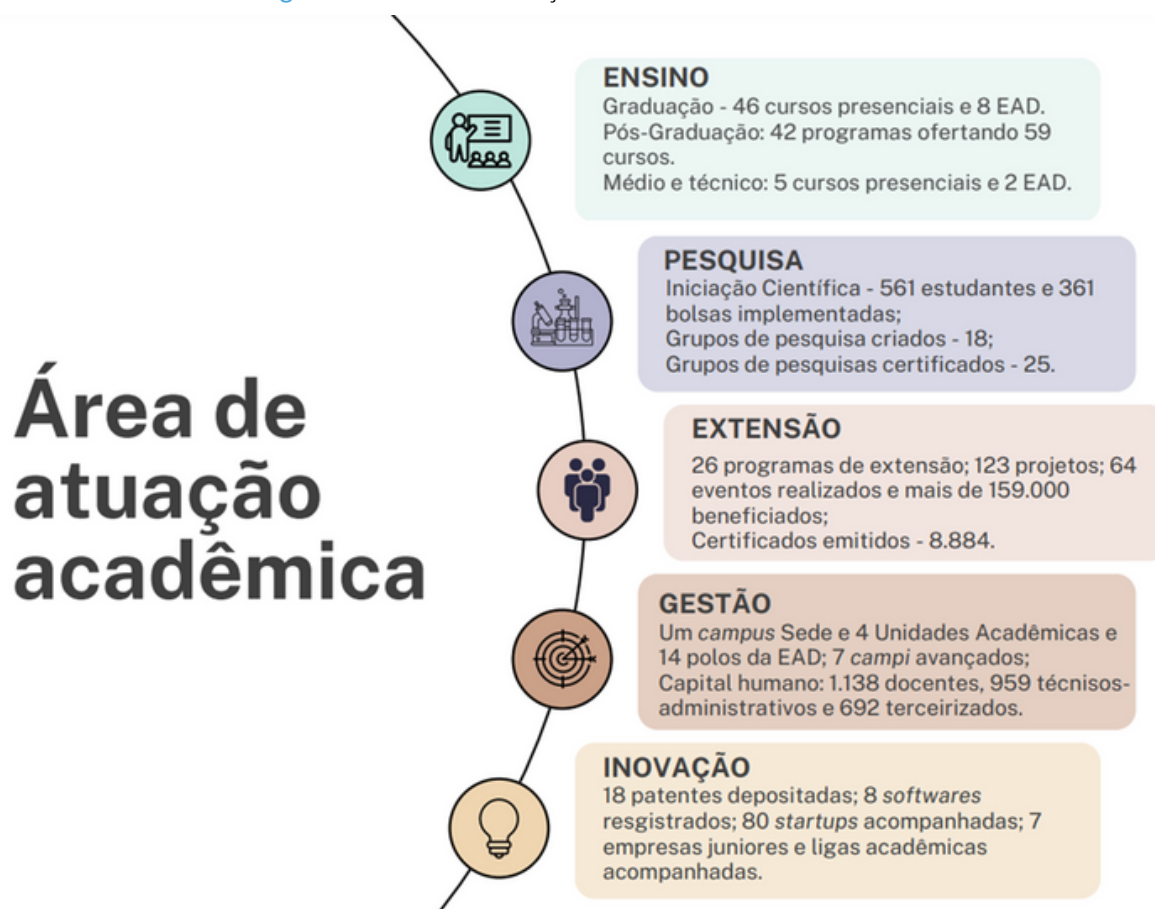 Área de
atuação
acadêmica
ENSINO
Graduação - 46 cursos presenciais e 8 EAD.
Pós-Graduação: 42 programas ofertando 59
cursos.
Médio e técnico: 5 cursos presenciais e 2 EAD.
PESQUISA
Iniciação Científica - 561 estudantes e 361
bolsas implementadas;
Grupos de pesquisa criados - 18;
Grupos de pesquisas certificados - 25.
EXTENSÃO
26 programas de extensão; 123 projetos; 64
eventos realizados e mais de 159.000
beneficiados;
Certificados emitidos - 8.884.
GESTÃO
Um campus Sede e 4 Unidades Acadêmicas e
14 polos da EAD; 7 campi avançados;
Capital humano: 1.138 docentes, 959 técnisos-
administrativos e 692 terceirizados.
INOVAÇÃO
18 patentes depositadas; 8 softwares
resgistrados; 80 startups acompanhadas; 7
empresas juniores e ligas acadêmicas
acompanhadas.